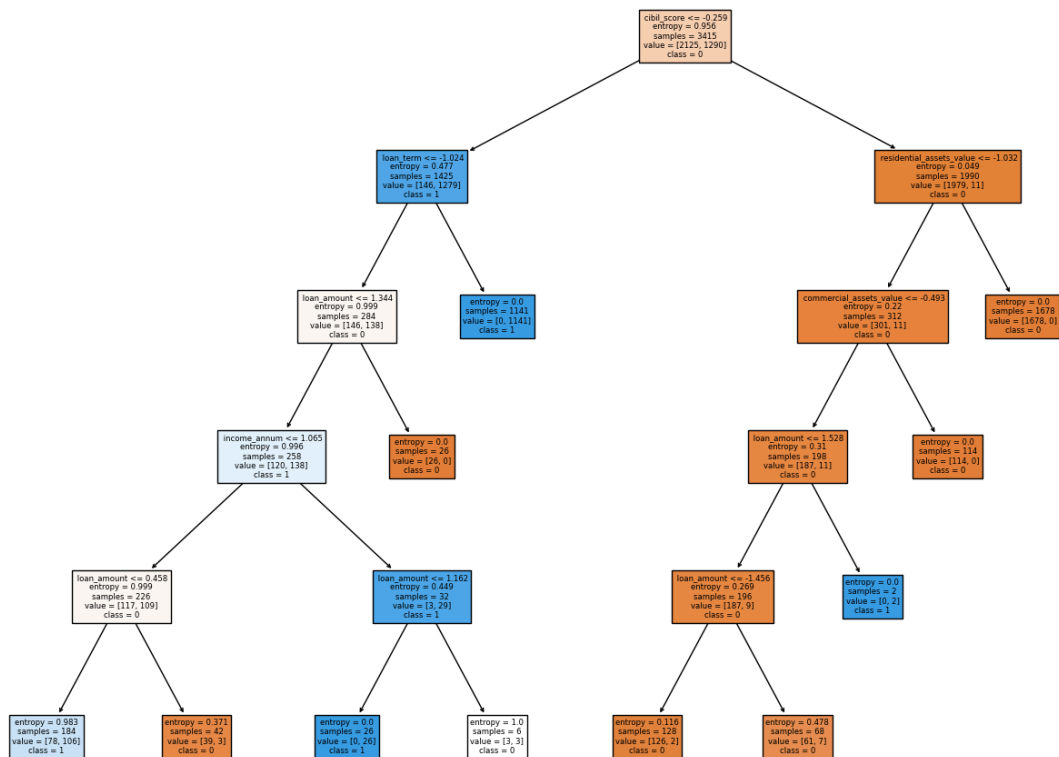 cibil_score <= -0.259
entropy = 0.956
samples = 3415
value = [2125, 1290]
class = 0
loan_term <= -1.024
entropy = 0.477
samples = 1425
value = [146, 1279]
class = 1
residential_assets_value <= -1.032
entropy = 0.049
samples = 1990
value = [1979, 11]
class = 0
loan_amount <= 1.344
entropy = 0.999
samples = 284
value = [146, 138]
class = 0
entropy = 0.0
samples = 1141
value = [0, 1141]
class = 1
commercial_assets_value <= -0.493
entropy = 0.22
samples = 312
value = [301, 11]
class = 0
entropy = 0.0
samples = 1678
value = [1678, 0]
class = 0
income_annum <= 1.065
entropy = 0.996
samples = 258
value = [120, 138]
class = 1
entropy = 0.0
samples = 26
value = [26, 0]
class = 0
loan_amount <= 1.528
entropy = 0.31
samples = 198
value = [187, 11]
class = 0
entropy = 0.0
samples = 114
value = [114, 0]
class = 0
loan_amount <= 0.458
entropy = 0.999
samples = 226
value = [117, 109]
class = 0
loan_amount <= 1.162
entropy = 0.449
samples = 32
value = [3, 29]
class = 1
loan_amount <= -1.456
entropy = 0.269
samples = 196
value = [187, 9]
class = 0
entropy = 0.0
samples = 2
value = [0, 2]
class = 1
entropy = 0.983
samples = 184
value = [78, 106]
class = 1
entropy = 0.371
samples = 42
value = [39, 3]
class = 0
entropy = 0.0
samples = 26
value = [0, 26]
class = 1
entropy = 1.0
samples = 6
value = [3, 3]
class = 0
entropy = 0.116
samples = 128
value = [126, 2]
class = 0
entropy = 0.478
samples = 68
value = [61, 7]
class = 0